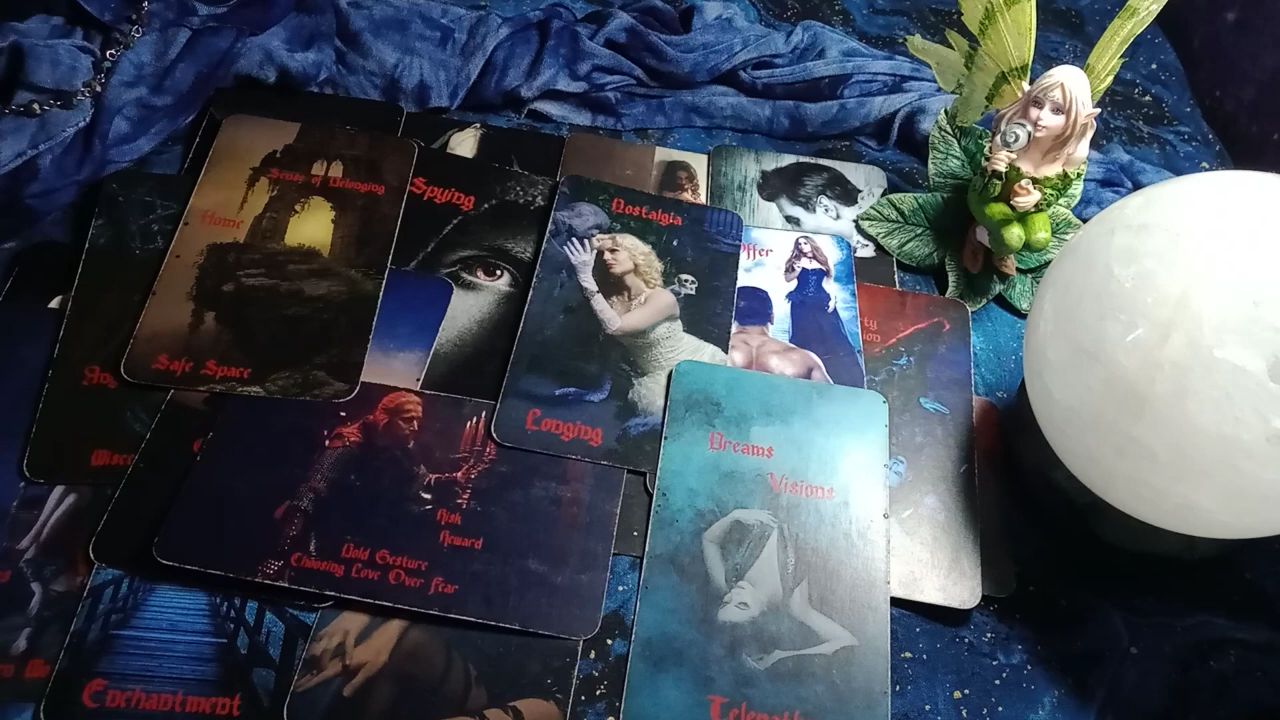 Sense of Belonging
Home
Safe Space
Spying
Nostalgia
Longing
Offer
Risk
Reward
Bold Gesture
Choosing Love Over Fear
Dreams
Visions
Enchantment